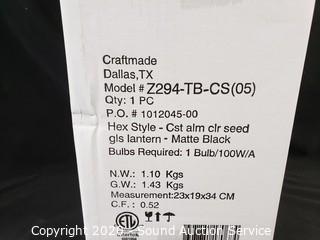 Craftmade
Dallas,TX
Model # Z294-TB-CS(05)
Qty: 1 PC
P.O. # 1012045-00
Hex Style - Cst alm clr seed
gls lantern - Matte Black
Bulbs Required: 1 Bulb/100W/A
N.W.: 1.10 Kgs
G.W.: 1.43 Kgs
Measurement:23x19x34 CM
C.F. : 0.52
Copyright 2020 - Sound Auction Service